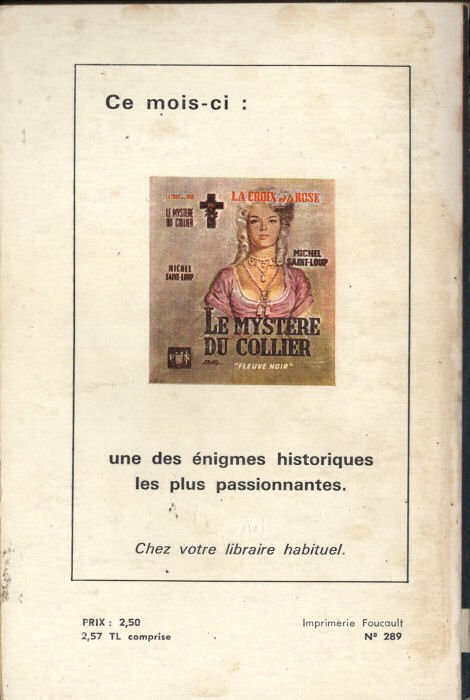 Ce mois-ci :
LA CROIX et la ROSE
LE MYSTÈRE
DU COLLIER
MICHEL
SAINT-LOUP
MICHEL
SAINT-LOUP
LE MYSTÈRE
DU COLLIER
"FLEUVE NOIR"
une des énigmes historiques
les plus passionnantes.
Chez votre libraire habituel.
PRIX : 2,50
2,57 TL comprise
Imprimerie Foucault
N° 289